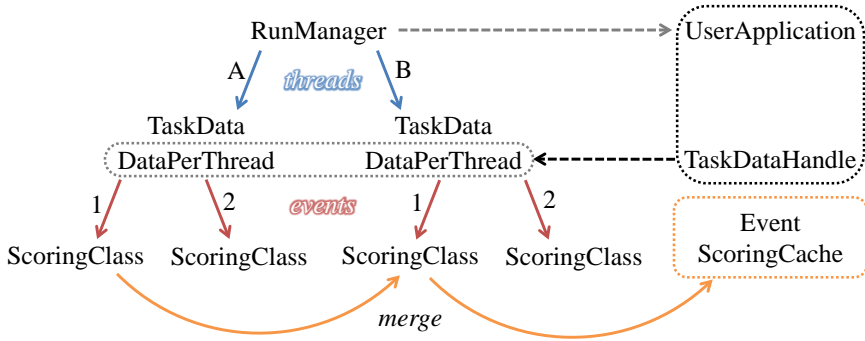 RunManager
UserApplication
A
threads
B
TaskData
TaskData
DataPerThread
DataPerThread
TaskDataHandle
1
2
events
1
2
Event
ScoringCache
ScoringClass
ScoringClass
ScoringClass
ScoringClass
merge